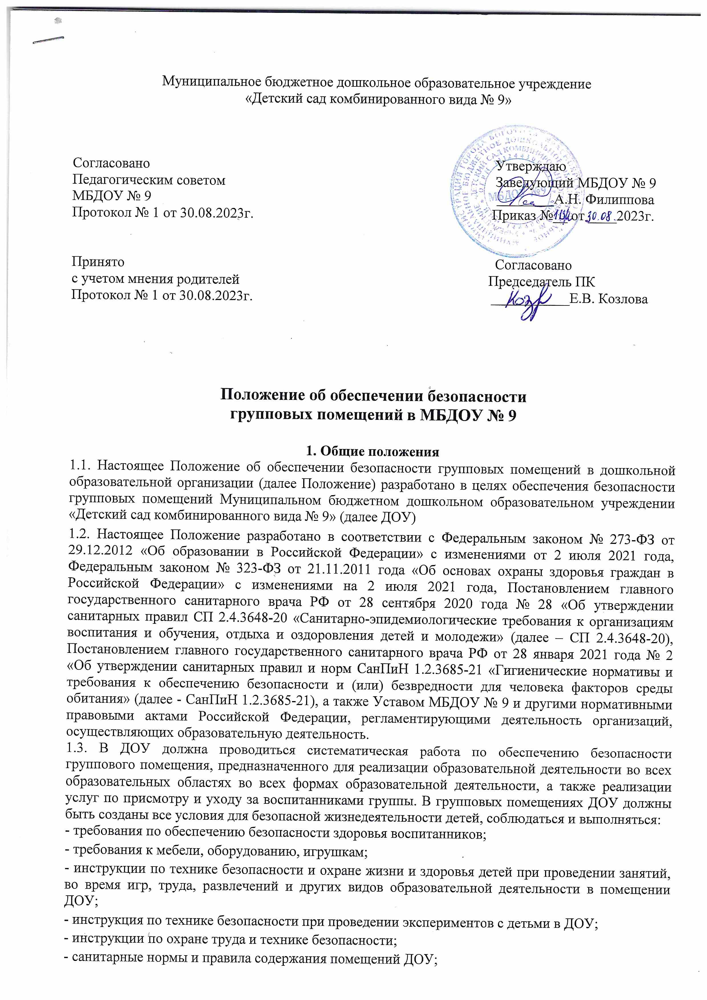 Муниципальное бюджетное дошкольное образовательное учреждение
«Детский сад комбинированного вида № 9»
Согласовано
Педагогическим советом
МБДОУ № 9
Протокол № 1 от 30.08.2023г.
Утверждаю
Заведующий МБДОУ № 9
А.Н. Филиппова
Приказ № от 30.08.2023г.
МБДОУ №9
Принято
с учетом мнения родителей
Протокол № 1 от 30.08.2023г.
Согласовано
Председатель ПК
Е.В. Козлова
Положение об обеспечении безопасности
групповых помещений в МБДОУ № 9
1. Общие положения
1.1. Настоящее Положение об обеспечении безопасности групповых помещений в дошкольной
образовательной организации (далее Положение) разработано в целях обеспечения безопасности
групповых помещений Муниципальном бюджетном дошкольном образовательном учреждении
«Детский сад комбинированного вида № 9» (далее ДОУ)
1.2. Настоящее Положение разработано в соответствии с Федеральным законом № 273-ФЗ от
29.12.2012 «Об образовании в Российской Федерации» с изменениями от 2 июля 2021 года,
Федеральным законом № 323-ФЗ от 21.11.2011 года «Об основах охраны здоровья граждан в
Российской Федерации» с изменениями на 2 июля 2021 года, Постановлением главного
государственного санитарного врача РФ от 28 сентября 2020 года № 28 «Об утверждении
санитарных правил СП 2.4.3648-20 «Санитарно-эпидемиологические требования к организациям
воспитания и обучения, отдыха и оздоровления детей и молодежи» (далее – СП 2.4.3648-20),
Постановлением главного государственного санитарного врача РФ от 28 января 2021 года № 2
«Об утверждении санитарных правил и норм СанПиН 1.2.3685-21 «Гигиенические нормативы и
требования к обеспечению безопасности и (или) безвредности для человека факторов среды
обитания» (далее - СанПиН 1.2.3685-21), а также Уставом МБДОУ № 9 и другими нормативными
правовыми актами Российской Федерации, регламентирующими деятельность организаций,
осуществляющих образовательную деятельность.
1.3. В ДОУ должна проводиться систематическая работа по обеспечению безопасности
группового помещения, предназначенного для реализации образовательной деятельности во всех
образовательных областях во всех формах образовательной деятельности, а также реализации
услуг по присмотру и уходу за воспитанниками группы. В групповых помещениях ДОУ должны
быть созданы все условия для безопасной жизнедеятельности детей, соблюдаться и выполняться:
- требования по обеспечению безопасности здоровья воспитанников;
- требования к мебели, оборудованию, игрушкам;
- инструкции по технике безопасности и охране жизни и здоровья детей при проведении занятий,
во время игр, труда, развлечений и других видов образовательной деятельности в помещении
ДОУ;
- инструкция по технике безопасности при проведении экспериментов с детьми в ДОУ;
- инструкции по охране труда и технике безопасности;
- санитарные нормы и правила содержания помещений ДОУ;